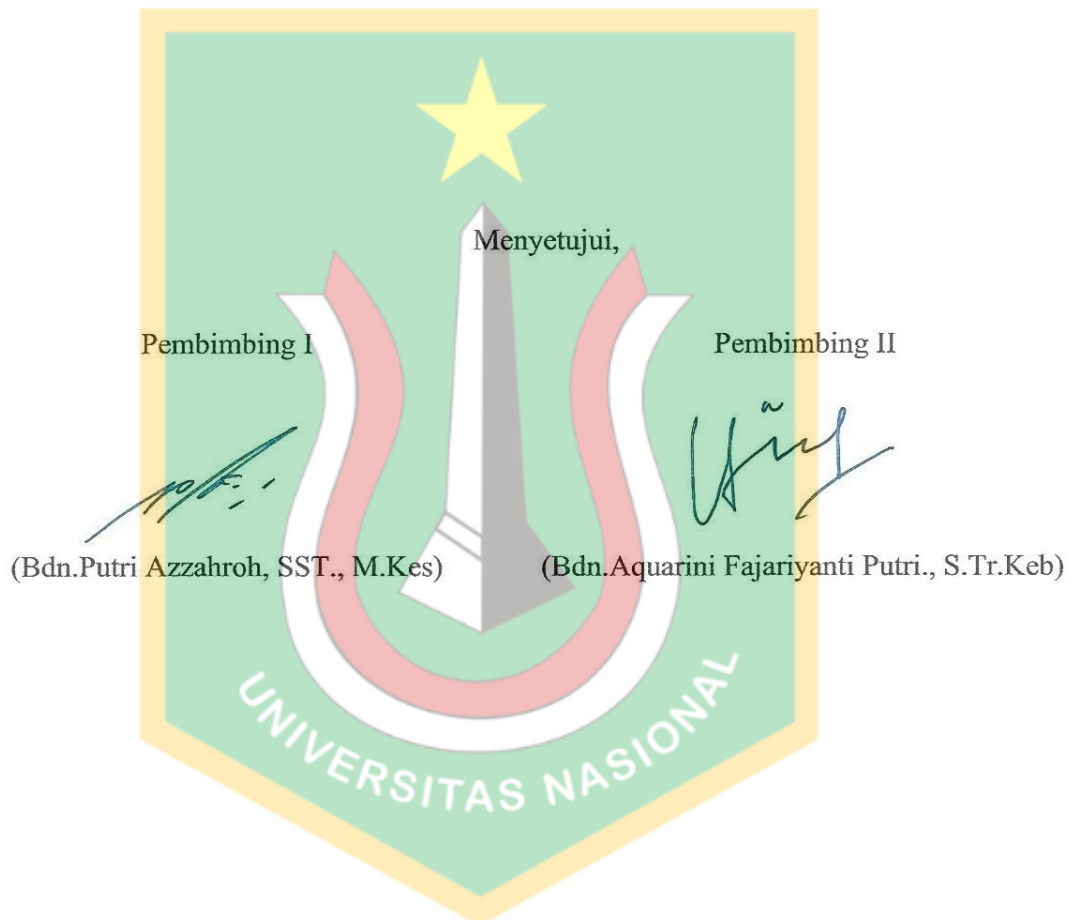 Menyetujui,
Pembimbing I Pembimbing II
(Bdn.Putri Azzahroh, SST., M.Kes) (Bdn.Aquarini Fajariyanti Putri., S.Tr.Keb)
UNIVERSITAS NASIONAL